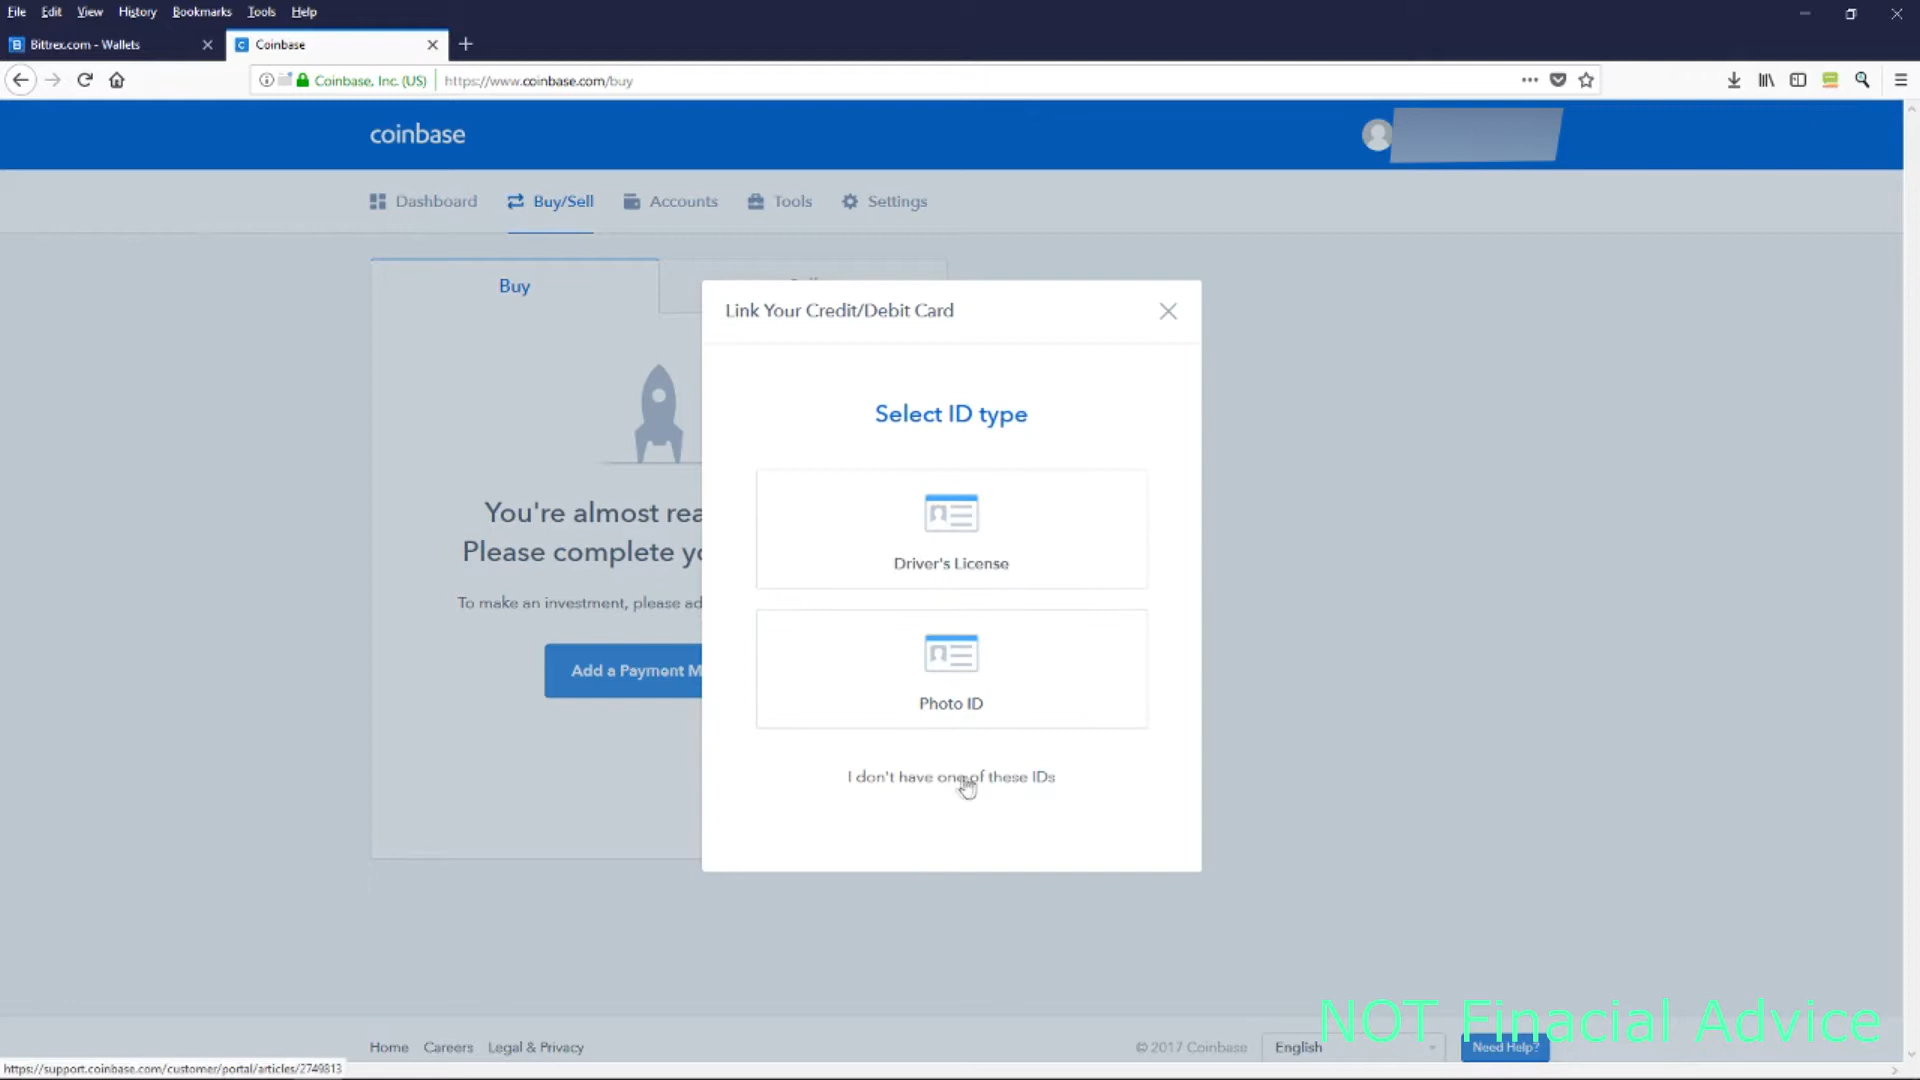 File Edit View History Bookmarks Tools Help
Bittrex.com - Wallets
Coinbase
Coinbase, Inc. (US) https://www.coinbase.com/buy
coinbase
Dashboard Buy/Sell Accounts Tools Settings
Buy
Link Your Credit/Debit Card
Select ID type
Driver's License
Photo ID
I don't have one of these IDs
You're almost rea
Please complete yo
To make an investment, please ad
Add a Payment M
NOT Finacial Advice
Home Careers Legal & Privacy
© 2017 Coinbase English Need Help?
https://support.coinbase.com/customer/portal/articles/2749813